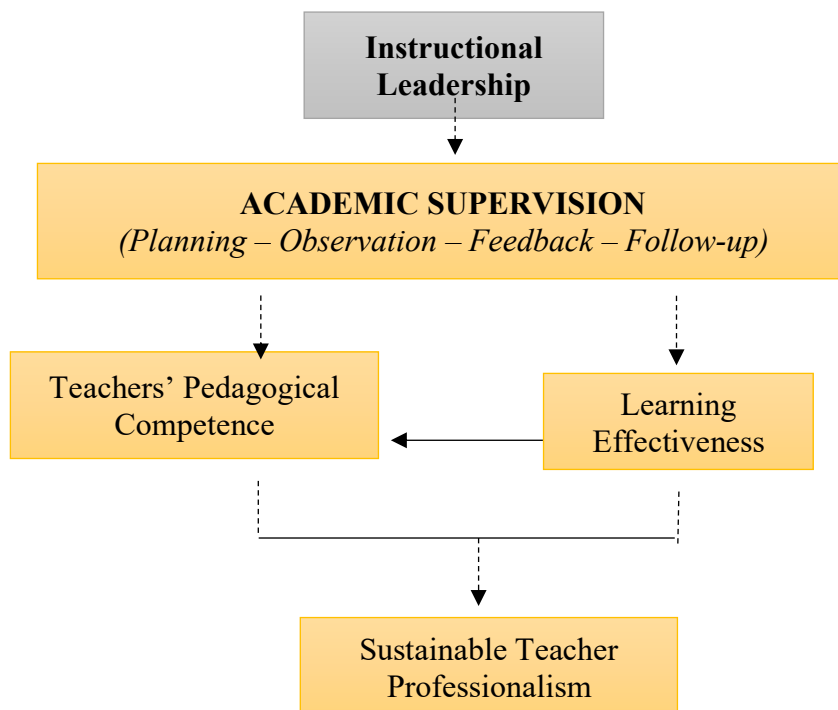 Instructional
Leadership
ACADEMIC SUPERVISION
(Planning – Observation – Feedback – Follow-up)
Teachers’ Pedagogical
Competence
Learning
Effectiveness
Sustainable Teacher
Professionalism